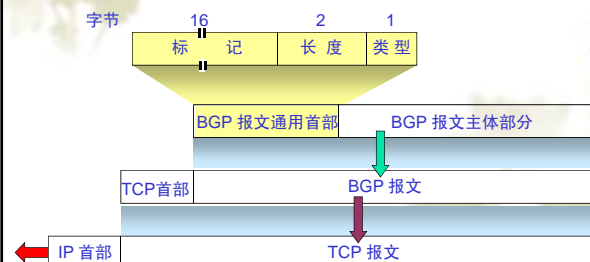 字节 16 2 1
标 记 长 度 类 型
BGP 报文通用首部 BGP 报文主体部分
TCP首部 BGP 报文
IP 首部 TCP 报文